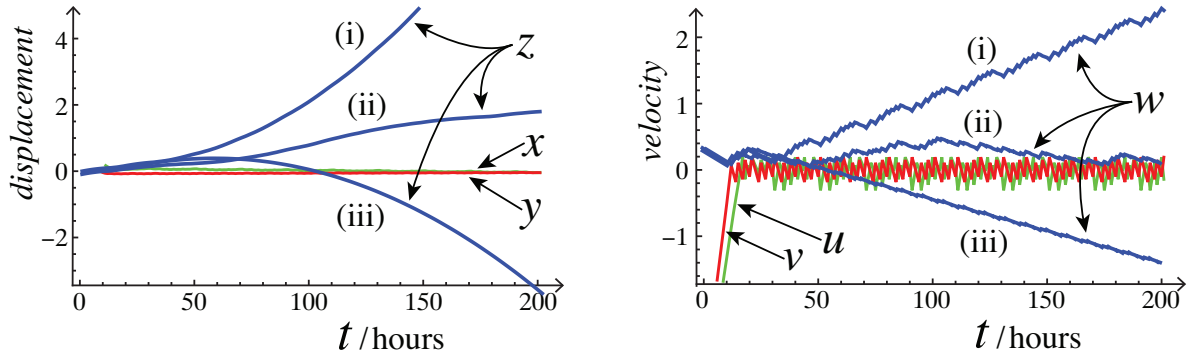 displacement
4
2
0
−2
(i)
(ii)
(iii)
z
x
y
0
50
100
150
200
t /hours
velocity
2
1
0
−1
(i)
(ii)
(iii)
w
u
v
0
50
100
150
200
t /hours